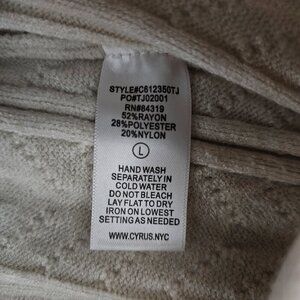 STYLE#C612350TJ
PO#TJ02001
RN#84319
52%RAYON
28%POLYESTER
20%NYLON
L
HAND WASH
SEPARATELY IN
COLD WATER
DO NOT BLEACH
LAY FLAT TO DRY
IRON ON LOWEST
SETTING AS NEEDED
WWW.CYRUS.NYC